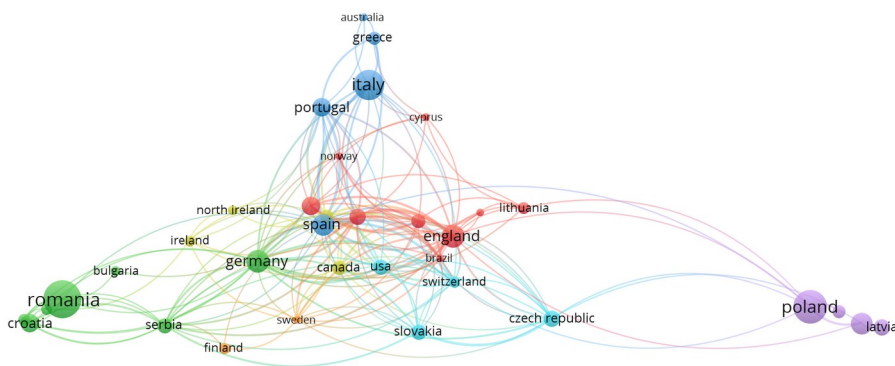 australia
greece
italy
portugal
cyprus
norway
north ireland
lithuania
spain
england
ireland
germany
brazil
bulgaria
canada
usa
switzerland
romania
poland
croatia
serbia
sweden
slovakia
czech republic
latvia
finland